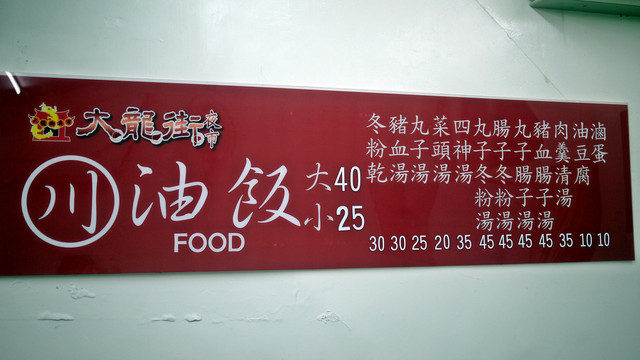 大龍街夜市
川油飯
FOOD
大40
小25
冬粉乾 30
豬血湯 30
丸子湯 25
菜頭湯 20
四神湯 35
丸子冬粉湯 45
腸子冬粉湯 45
丸子腸子湯 45
豬血腸子湯 45
肉羹清湯 35
油豆腐 10
滷蛋 10